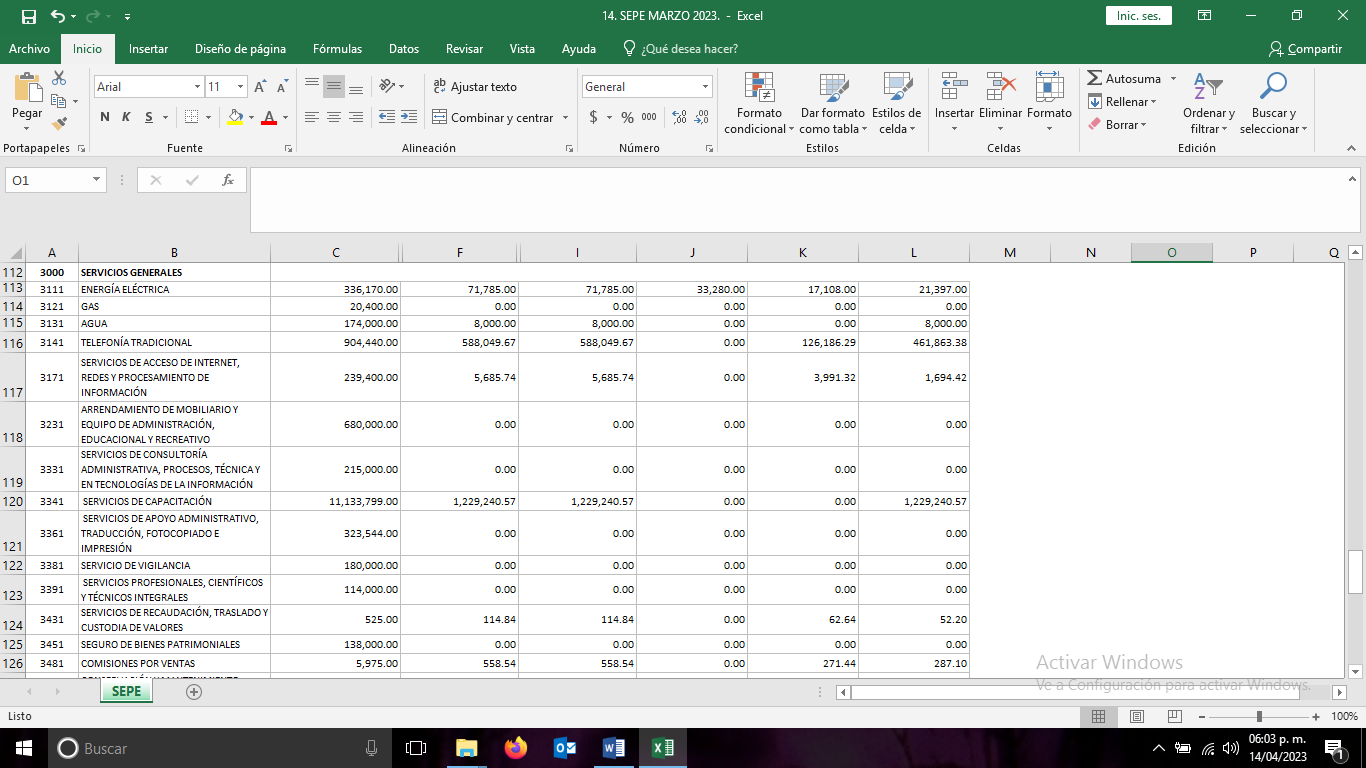 14. SEPE MARZO 2023. - Excel
Inic. ses.
Archivo Inicio Insertar Diseño de página Fórmulas Datos Revisar Vista Ayuda ¿Qué desea hacer? Compartir
Pegar
Arial 11
N K S
ab Ajustar texto
Combinar y centrar
General
$ % 000
Formato condicional
Dar formato como tabla
Estilos de celda
Insertar Eliminar Formato
Autosuma
Rellenar
Borrar
Ordenar y filtrar
Buscar y seleccionar
Portapapeles Fuente Alineación Número Estilos Celdas Edición
O1 fx
A B C F I J K L M N O P Q
112 3000 SERVICIOS GENERALES
113 3111 ENERGÍA ELÉCTRICA 336,170.00 71,785.00 71,785.00 33,280.00 17,108.00 21,397.00
114 3121 GAS 20,400.00 0.00 0.00 0.00 0.00 0.00
115 3131 AGUA 174,000.00 8,000.00 8,000.00 0.00 0.00 8,000.00
116 3141 TELEFONÍA TRADICIONAL 904,440.00 588,049.67 588,049.67 0.00 126,186.29 461,863.38
SERVICIOS DE ACCESO DE INTERNET,
3171 REDES Y PROCESAMIENTO DE 239,400.00 5,685.74 5,685.74 0.00 3,991.32 1,694.42
117 INFORMACIÓN
ARRENDAMIENTO DE MOBILIARIO Y
3231 EQUIPO DE ADMINISTRACIÓN, 680,000.00 0.00 0.00 0.00 0.00 0.00
118 EDUCACIONAL Y RECREATIVO
SERVICIOS DE CONSULTORÍA
3331 ADMINISTRATIVA, PROCESOS, TÉCNICA Y 215,000.00 0.00 0.00 0.00 0.00 0.00
119 EN TECNOLOGÍAS DE LA INFORMACIÓN
120 3341 SERVICIOS DE CAPACITACIÓN 11,133,799.00 1,229,240.57 1,229,240.57 0.00 0.00 1,229,240.57
SERVICIOS DE APOYO ADMINISTRATIVO,
3361 TRADUCCIÓN, FOTOCOPIADO E 323,544.00 0.00 0.00 0.00 0.00 0.00
121 IMPRESIÓN
122 3381 SERVICIO DE VIGILANCIA 180,000.00 0.00 0.00 0.00 0.00 0.00
SERVICIOS PROFESIONALES, CIENTÍFICOS
123 3391 Y TÉCNICOS INTEGRALES 114,000.00 0.00 0.00 0.00 0.00 0.00
SERVICIOS DE RECAUDACIÓN, TRASLADO Y
124 3431 CUSTODIA DE VALORES 525.00 114.84 114.84 0.00 62.64 52.20
125 3451 SEGURO DE BIENES PATRIMONIALES 138,000.00 0.00 0.00 0.00 0.00 0.00
126 3481 COMISIONES POR VENTAS 5,975.00 558.54 558.54 0.00 271.44 287.10
Activar Windows
Ve a Configuración para activar Windows.
SEPE
Listo 100%
Buscar
06:03 p. m.
14/04/2023
1